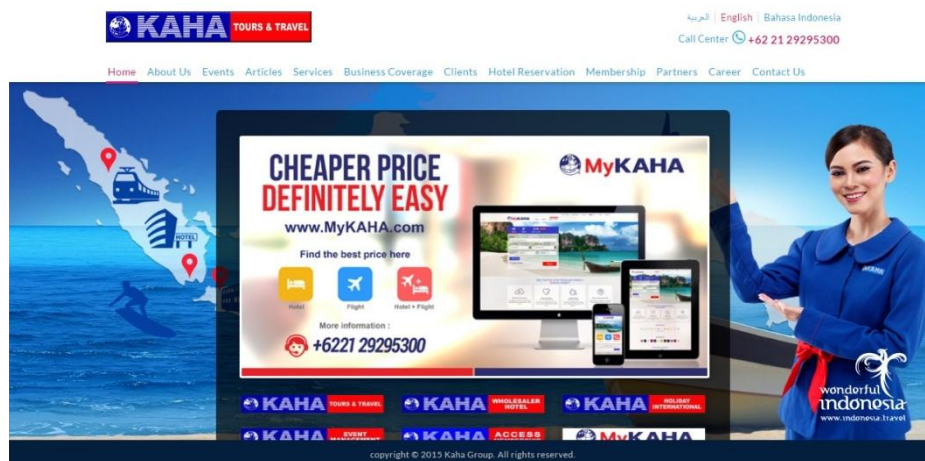 KAHA TOURS & TRAVEL
العربية | English | Bahasa Indonesia
Call Center +62 21 29295300
Home About Us Events Articles Services Business Coverage Clients Hotel Reservation Membership Partners Career Contact Us
CHEAPER PRICE
DEFINITELY EASY
www.MyKAHA.com
Find the best price here
Hotel Flight Hotel + Flight
More information :
+6221 29295300
MyKAHA
HOTEL
KAHA
wonderful
indonesia
www.indonesia.travel
KAHA TOURS & TRAVEL KAHA WHOLESALER HOTEL KAHA HOLIDAY INTERNATIONAL
KAHA EVENT MANAGEMENT KAHA ACCESS MyKAHA
copyright © 2015 Kaha Group. All rights reserved.